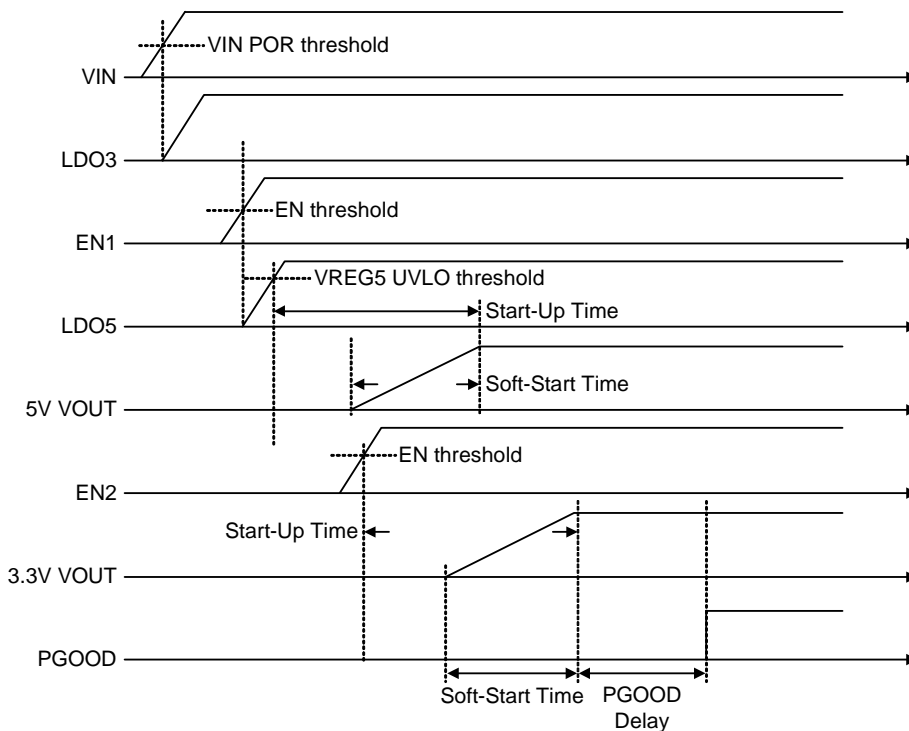 VIN POR threshold
VIN
LDO3
EN threshold
EN1
VREG5 UVLO threshold
Start-Up Time
LDO5
Soft-Start Time
5V VOUT
EN threshold
EN2
Start-Up Time
3.3V VOUT
PGOOD
Soft-Start Time
PGOOD
Delay